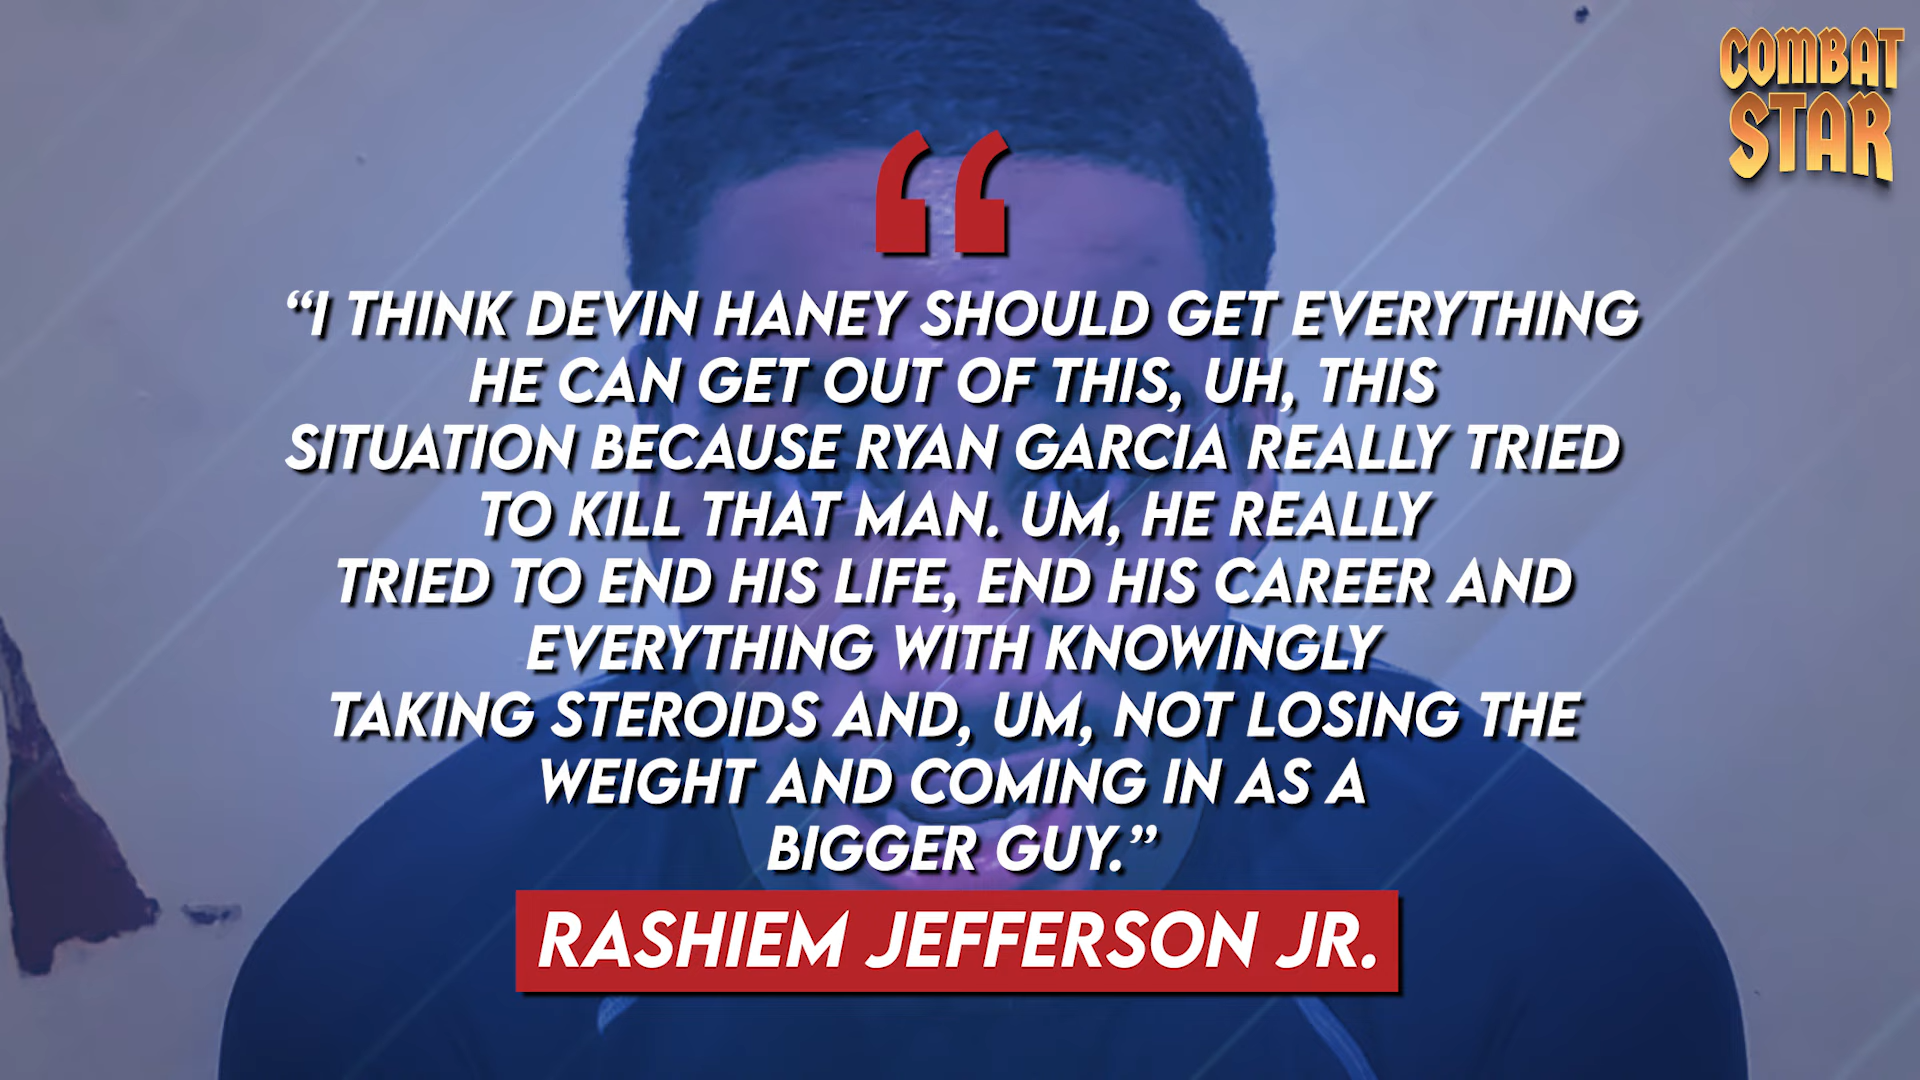 COMBAT
STAR
“
“I THINK DEVIN HANEY SHOULD GET EVERYTHING
HE CAN GET OUT OF THIS, UH, THIS
SITUATION BECAUSE RYAN GARCIA REALLY TRIED
TO KILL THAT MAN. UM, HE REALLY
TRIED TO END HIS LIFE, END HIS CAREER AND
EVERYTHING WITH KNOWINGLY
TAKING STEROIDS AND, UM, NOT LOSING THE
WEIGHT AND COMING IN AS A
BIGGER GUY.”
RASHIEM JEFFERSON JR.